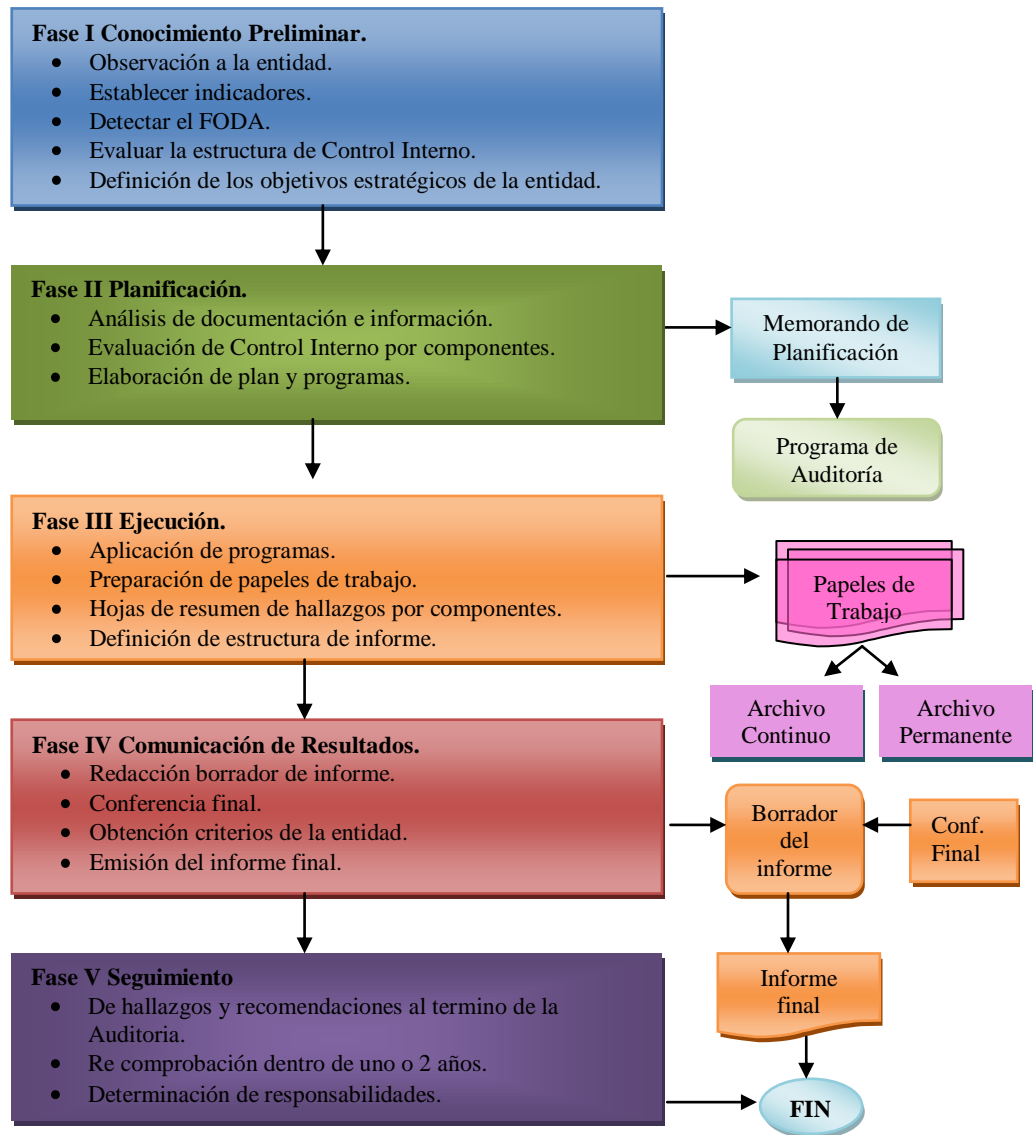 Fase I Conocimiento Preliminar.
• Observación a la entidad.
• Establecer indicadores.
• Detectar el FODA.
• Evaluar la estructura de Control Interno.
• Definición de los objetivos estratégicos de la entidad.
Fase II Planificación.
• Análisis de documentación e información.
• Evaluación de Control Interno por componentes.
• Elaboración de plan y programas.
Memorando de
Planificación
Programa de
Auditoría
Fase III Ejecución.
• Aplicación de programas.
• Preparación de papeles de trabajo.
• Hojas de resumen de hallazgos por componentes.
• Definición de estructura de informe.
Papeles de
Trabajo
Archivo
Continuo
Archivo
Permanente
Fase IV Comunicación de Resultados.
• Redacción borrador de informe.
• Conferencia final.
• Obtención criterios de la entidad.
• Emisión del informe final.
Borrador
del
informe
Conf.
Final
Fase V Seguimiento
• De hallazgos y recomendaciones al termino de la
Auditoria.
• Re comprobación dentro de uno o 2 años.
• Determinación de responsabilidades.
Informe
final
FIN